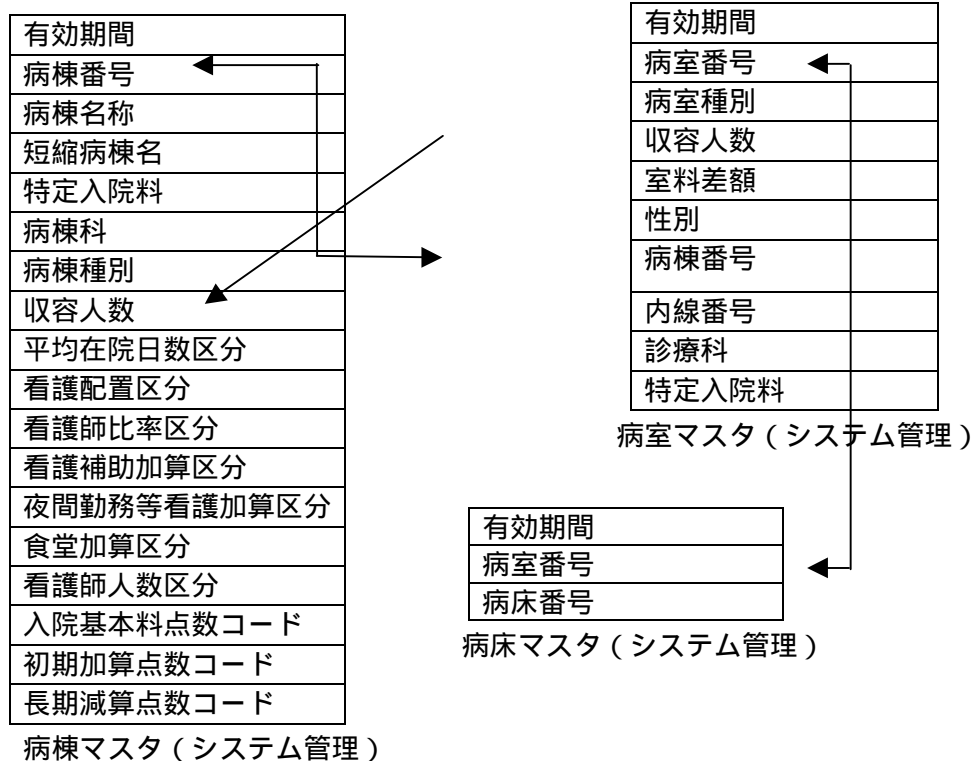 有効期間
病棟番号
病棟名称
短縮病棟名
特定入院料
病棟科
病棟種別
収容人数
平均在院日数区分
看護配置区分
看護師比率区分
看護補助加算区分
夜間勤務等看護加算区分
食堂加算区分
看護師人数区分
入院基本料点数コード
初期加算点数コード
長期減算点数コード
病棟マスタ(システム管理)
有効期間
病室番号
病室種別
収容人数
室料差額
性別
病棟番号
内線番号
診療科
特定入院料
病室マスタ(システム管理)
有効期間
病室番号
病床番号
病床マスタ(システム管理)